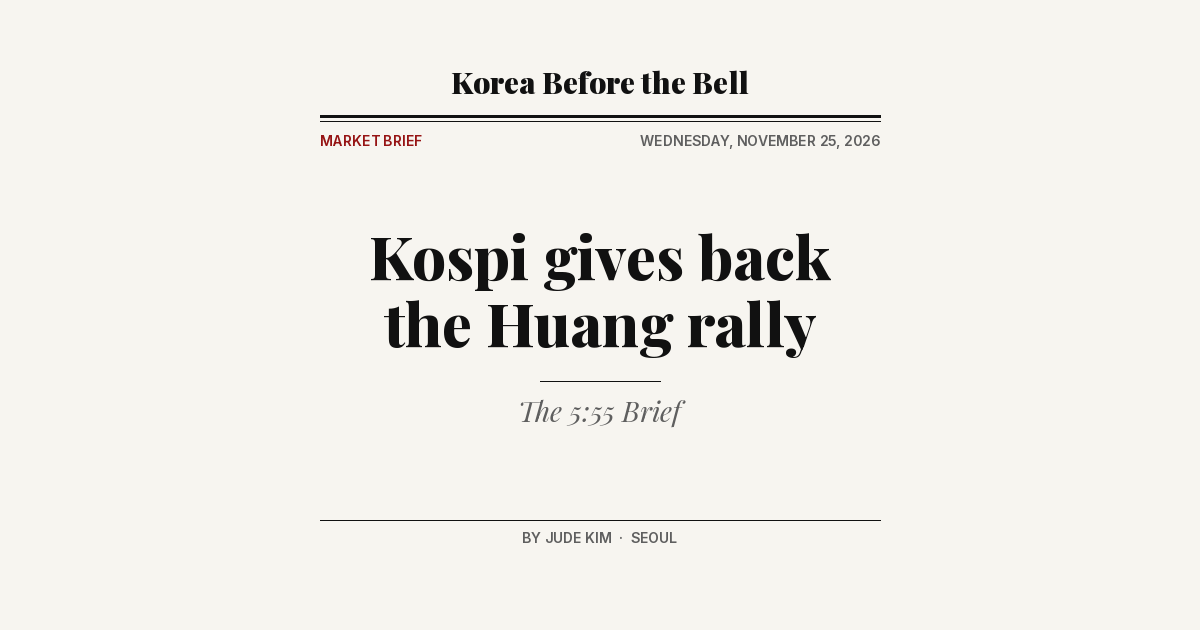 Korea Before the Bell
MARKET BRIEF
WEDNESDAY, NOVEMBER 25, 2026
Kospi gives back
the Huang rally
The 5:55 Brief
BY JUDE KIM · SEOUL